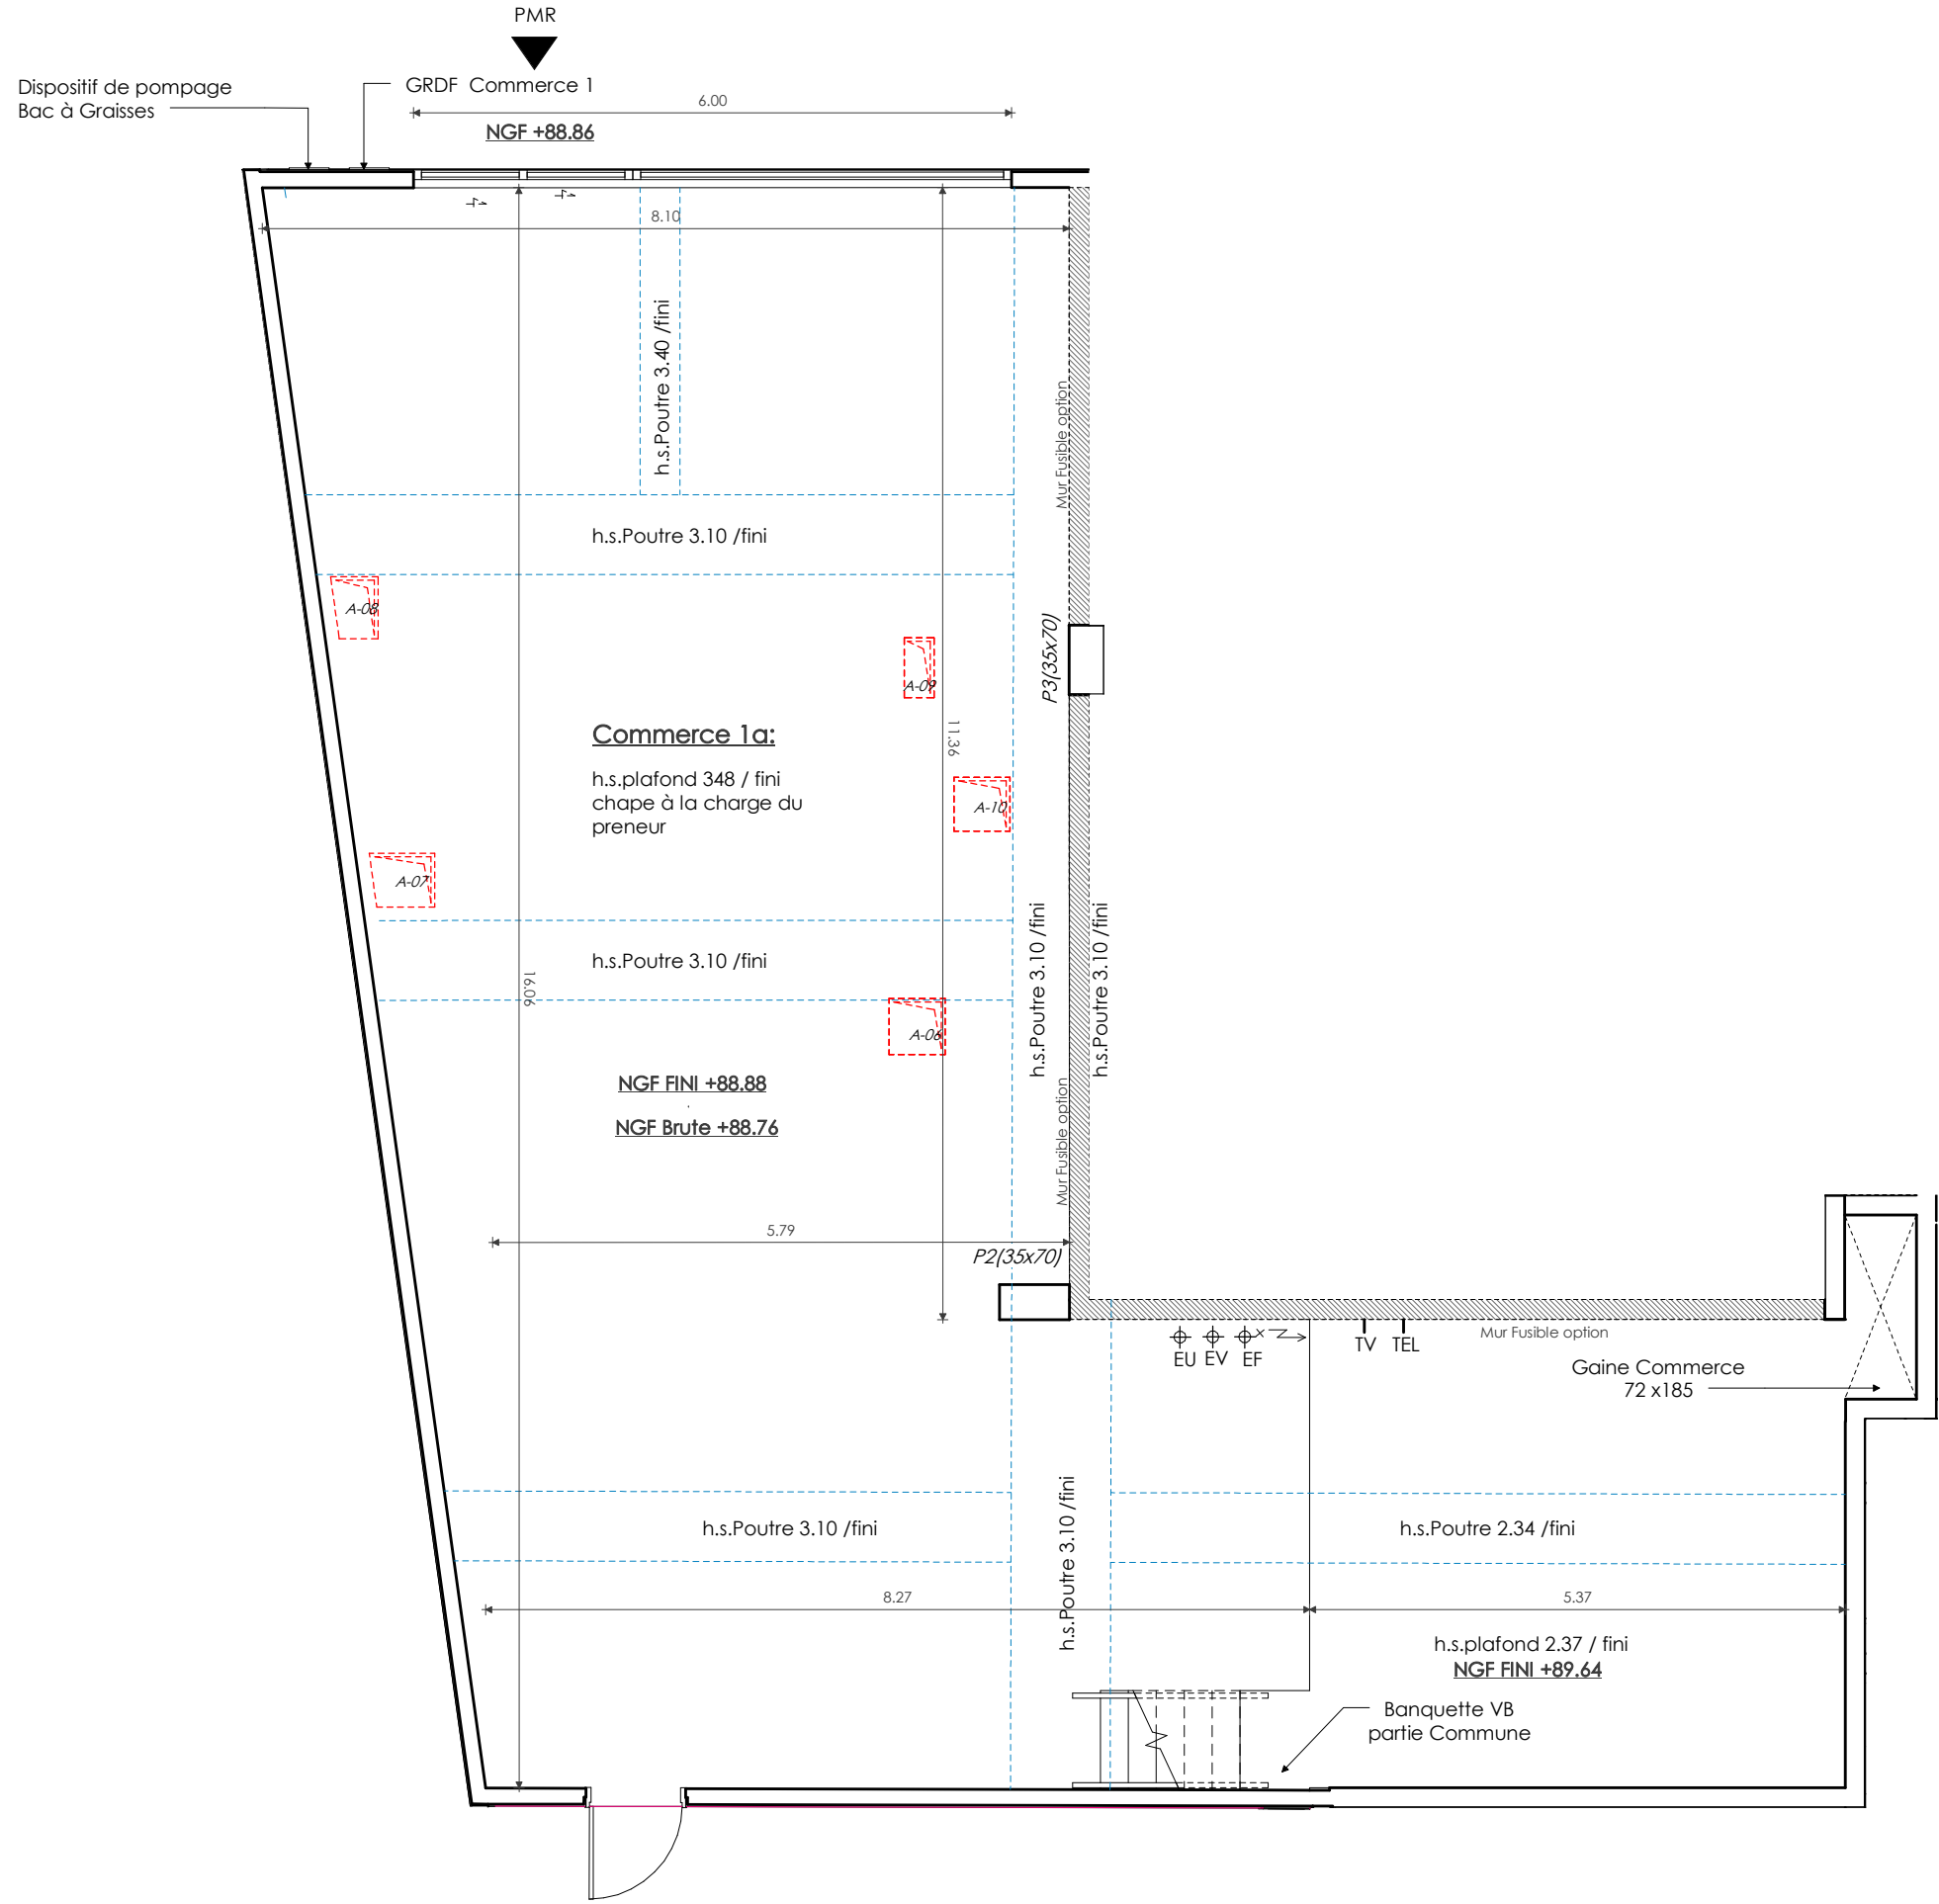 PMR
Dispositif de pompage
Bac à Graisses
GRDF Commerce 1
6.00
NGF +88.86
8.10
h.s.Poutre 3.40 /fini
Mur Fusible option
h.s.Poutre 3.10 /fini
A-08
P3(35x70)
A-09
Commerce 1a:
11.36
h.s.plafond 348 / fini
chape à la charge du
preneur
A-10
A-07
h.s.Poutre 3.10 /fini
h.s.Poutre 3.10 /fini
h.s.Poutre 3.10 /fini
16.06
A-06
NGF FINI +88.88
NGF Brute +88.76
Mur Fusible option
5.79
P2(35x70)
EU
EV
EF
TV
TEL
Mur Fusible option
Gaine Commerce
72 x185
h.s.Poutre 3.10 /fini
h.s.Poutre 3.10 /fini
h.s.Poutre 2.34 /fini
8.27
5.37
h.s.plafond 2.37 / fini
NGF FINI +89.64
Banquette VB
partie Commune